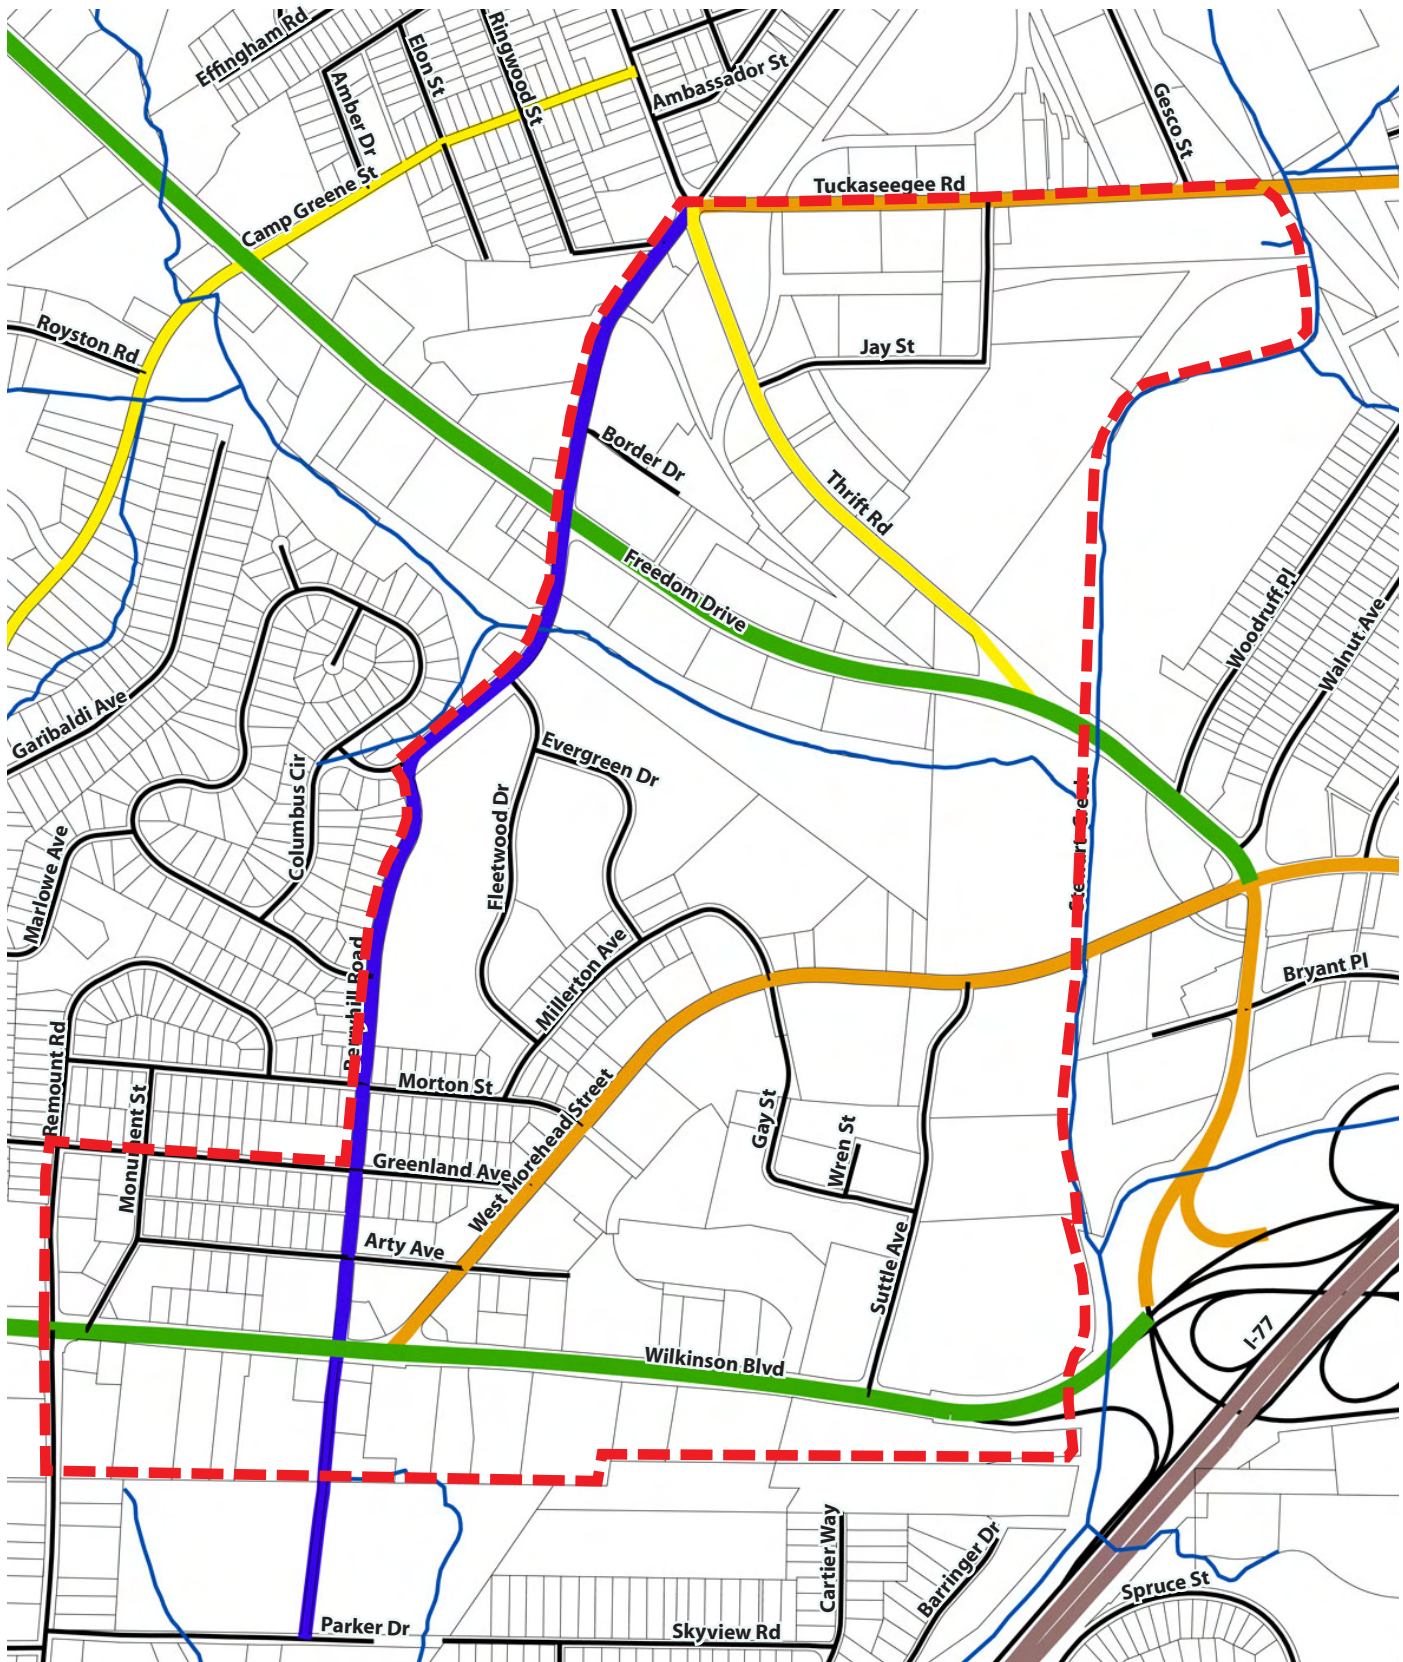 Effingham Rd
Elon St
Ringwood St
Amber Dr
Ambassador St
Gesco St
Camp Greene St
Tuckaseegee Rd
Royston Rd
Jay St
Border Dr
Thrift Rd
Freedom Drive
Woodruff Pl
Walnut Ave
Garibaldi Ave
Evergreen Dr
Columbus Cir
Fleetwood Dr
Stewart Creek
Marlowe Ave
Berryhill Road
Millerton Ave
Bryant Pl
Remount Rd
Monument St
Morton St
Gay St
Wren St
Greenland Ave
West Morehead Street
Arty Ave
Suttle Ave
I-77
Wilkinson Blvd
Cartier Way
Barringer Dr
Spruce St
Parker Dr
Skyview Rd